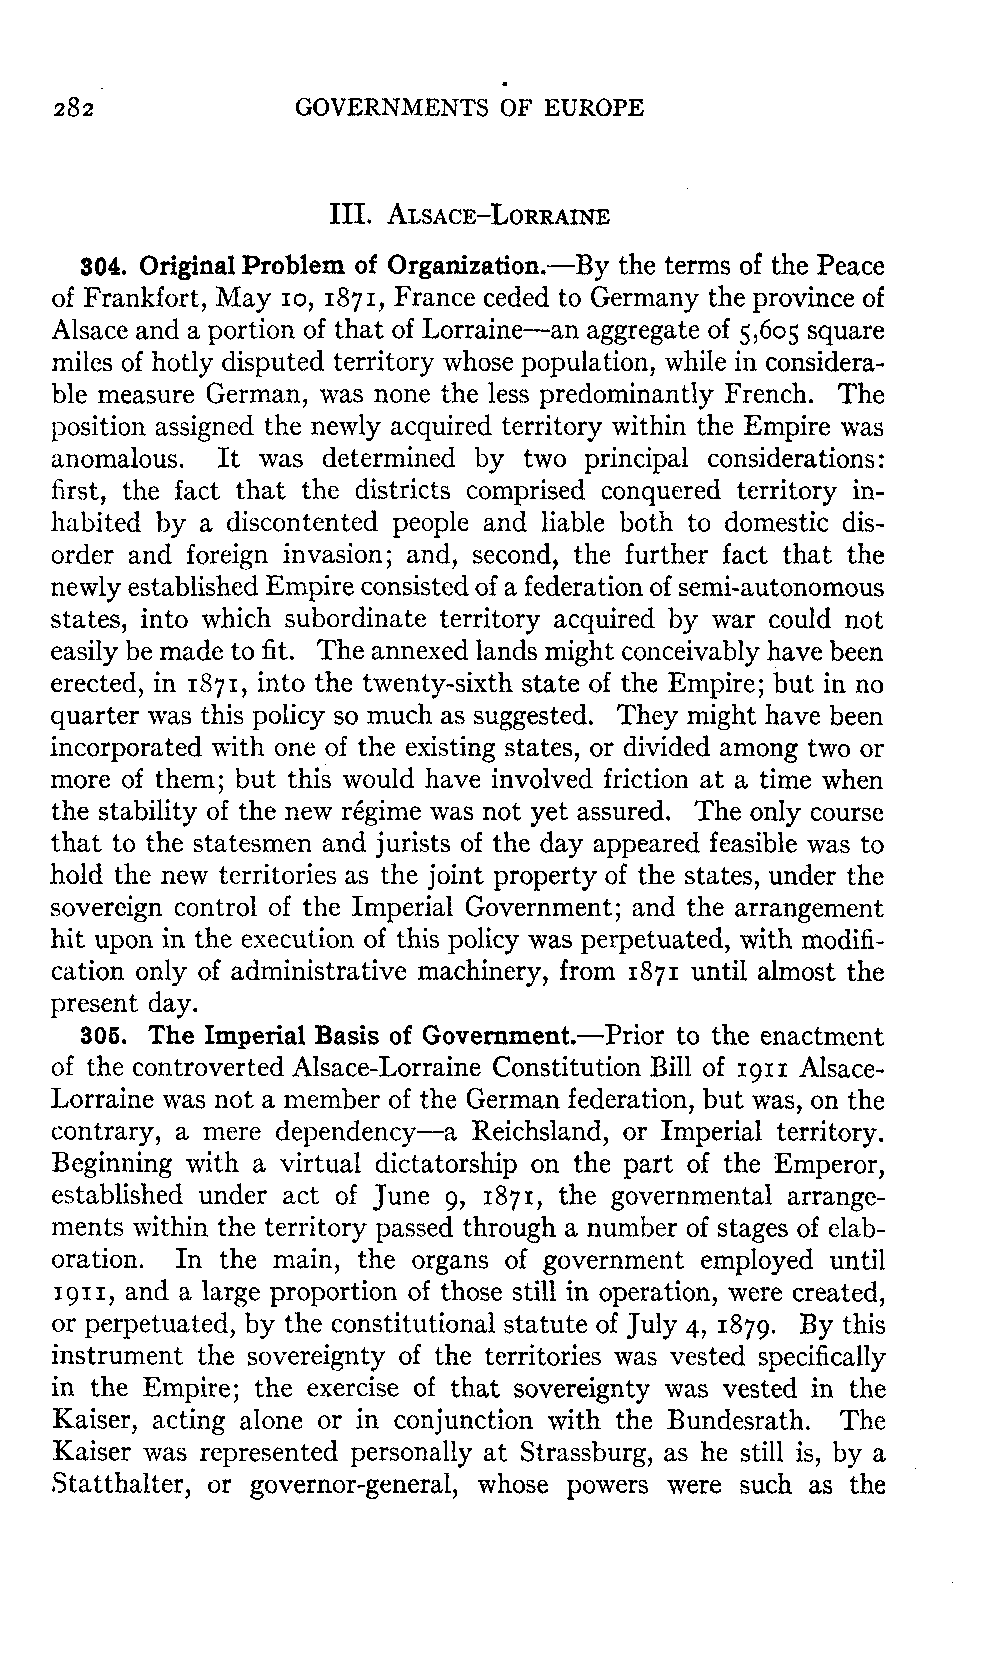 282 GOVERNMENTS OF EUROPE
III. ALSACE–LORRAINE
304. Original Problem of Organization.—By the terms of the Peace
of Frankfort, May 10, 1871, France ceded to Germany the province of
Alsace and a portion of that of Lorraine—an aggregate of 5,605 square
miles of hotly disputed territory whose population, while in considera-
ble measure German, was none the less predominantly French. The
position assigned the newly acquired territory within the Empire was
anomalous. It was determined by two principal considerations:
first, the fact that the districts comprised conquered territory in-
habited by a discontented people and liable both to domestic dis-
order and foreign invasion; and, second, the further fact that the
newly established Empire consisted of a federation of semi-autonomous
states, into which subordinate territory acquired by war could not
easily be made to fit. The annexed lands might conceivably have been
erected, in 1871, into the twenty-sixth state of the Empire; but in no
quarter was this policy so much as suggested. They might have been
incorporated with one of the existing states, or divided among two or
more of them; but this would have involved friction at a time when
the stability of the new régime was not yet assured. The only course
that to the statesmen and jurists of the day appeared feasible was to
hold the new territories as the joint property of the states, under the
sovereign control of the Imperial Government; and the arrangement
hit upon in the execution of this policy was perpetuated, with modifi-
cation only of administrative machinery, from 1871 until almost the
present day.
305. The Imperial Basis of Government.—Prior to the enactment
of the controverted Alsace-Lorraine Constitution Bill of 1911 Alsace-
Lorraine was not a member of the German federation, but was, on the
contrary, a mere dependency—a Reichsland, or Imperial territory.
Beginning with a virtual dictatorship on the part of the Emperor,
established under act of June 9, 1871, the governmental arrange-
ments within the territory passed through a number of stages of elab-
oration. In the main, the organs of government employed until
1911, and a large proportion of those still in operation, were created,
or perpetuated, by the constitutional statute of July 4, 1879. By this
instrument the sovereignty of the territories was vested specifically
in the Empire; the exercise of that sovereignty was vested in the
Kaiser, acting alone or in conjunction with the Bundesrath. The
Kaiser was represented personally at Strassburg, as he still is, by a
Statthalter, or governor-general, whose powers were such as the